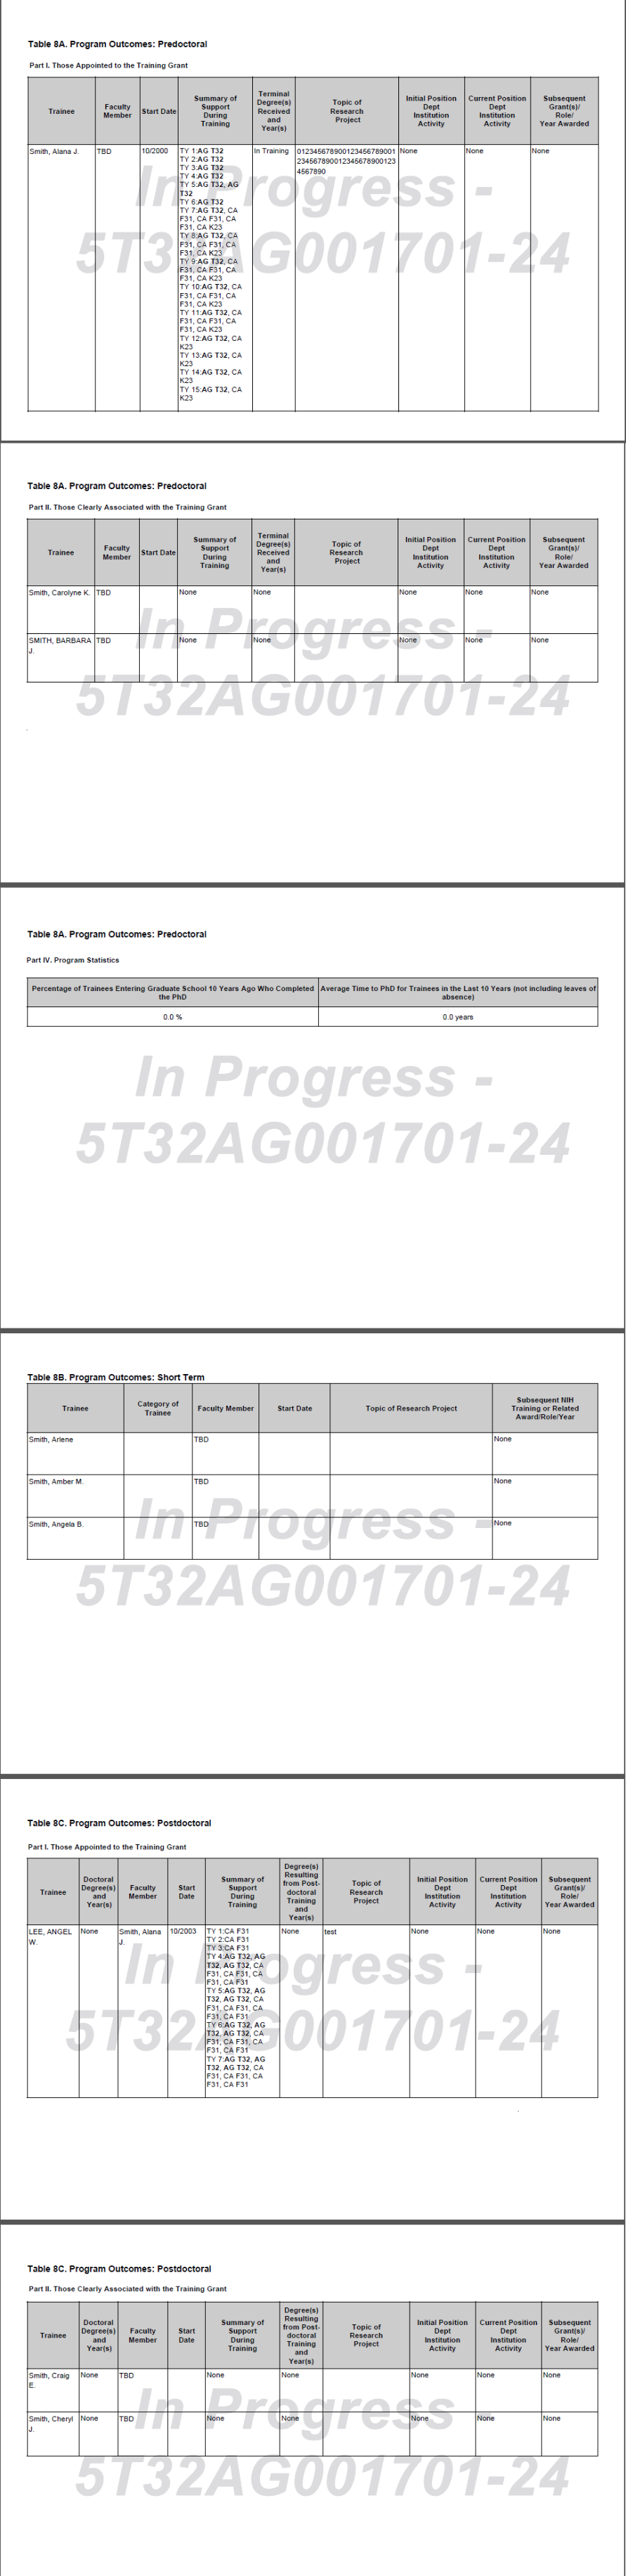 Table 8A. Program Outcomes: Predoctoral
Part I. Those Appointed to the Training Grant
Trainee
Faculty
Member
Start Date
Summary of
Support
During
Training
Terminal
Degree(s)
Received
and
Year(s)
Topic of
Research
Project
Initial Position
Dept
Institution
Activity
Current Position
Dept
Institution
Activity
Subsequent
Grant(s)/
Role/
Year Awarded
Smith, Alana J.
TBD
10/2000
TY 1:AG T32
TY 2:AG T32
TY 3:AG T32
TY 4:AG T32
TY 5:AG T32, AG
T32
TY 6:AG T32
TY 7:AG T32, CA
F31, CA F31, CA
F31, CA K23
TY 8:AG T32, CA
F31, CA F31, CA
F31, CA K23
TY 9:AG T32, CA
F31, CA F31, CA
F31, CA K23
TY 10:AG T32, CA
F31, CA F31, CA
F31, CA K23
TY 11:AG T32, CA
F31, CA F31, CA
F31, CA K23
TY 12:AG T32, CA
K23
TY 13:AG T32, CA
K23
TY 14:AG T32, CA
K23
TY 15:AG T32, CA
K23
In Training
012345678900123456789001
234567890012345678900123
4567890
None
None
None
In Progress -
5T32AG001701-24
Table 8A. Program Outcomes: Predoctoral
Part II. Those Clearly Associated with the Training Grant
Trainee
Faculty
Member
Start Date
Summary of
Support
During
Training
Terminal
Degree(s)
Received
and
Year(s)
Topic of
Research
Project
Initial Position
Dept
Institution
Activity
Current Position
Dept
Institution
Activity
Subsequent
Grant(s)/
Role/
Year Awarded
Smith, Carolyne K.
TBD
None
None
None
None
None
SMITH, BARBARA
J.
TBD
None
None
None
None
None
In Progress -
5T32AG001701-24
Table 8A. Program Outcomes: Predoctoral
Part IV. Program Statistics
Percentage of Trainees Entering Graduate School 10 Years Ago Who Completed
the PhD
Average Time to PhD for Trainees in the Last 10 Years (not including leaves of
absence)
0.0 %
0.0 years
In Progress -
5T32AG001701-24
Table 8B. Program Outcomes: Short Term
Trainee
Category of
Trainee
Faculty Member
Start Date
Topic of Research Project
Subsequent NIH
Training or Related
Award/Role/Year
Smith, Arlene
TBD
None
Smith, Amber M.
TBD
None
Smith, Angela B.
TBD
None
In Progress -
5T32AG001701-24
Table 8C. Program Outcomes: Postdoctoral
Part I. Those Appointed to the Training Grant
Trainee
Doctoral
Degree(s)
and
Year(s)
Faculty
Member
Start
Date
Summary of
Support
During
Training
Degree(s)
Resulting
from Post-
doctoral
Training
and
Year(s)
Topic of
Research
Project
Initial Position
Dept
Institution
Activity
Current Position
Dept
Institution
Activity
Subsequent
Grant(s)/
Role/
Year Awarded
LEE, ANGEL
W.
None
Smith, Alana
J.
10/2003
TY 1:CA F31
TY 2:CA F31
TY 3:CA F31
TY 4:AG T32, AG
T32, AG T32, CA
F31, CA F31, CA
F31, CA F31
TY 5:AG T32, AG
T32, AG T32, CA
F31, CA F31, CA
F31, CA F31
TY 6:AG T32, AG
T32, AG T32, CA
F31, CA F31, CA
F31, CA F31
TY 7:AG T32, AG
T32, AG T32, CA
F31, CA F31, CA
F31, CA F31
None
test
None
None
None
In Progress -
5T32AG001701-24
Table 8C. Program Outcomes: Postdoctoral
Part II. Those Clearly Associated with the Training Grant
Trainee
Doctoral
Degree(s)
and
Year(s)
Faculty
Member
Start
Date
Summary of
Support
During
Training
Degree(s)
Resulting
from Post-
doctoral
Training
and
Year(s)
Topic of
Research
Project
Initial Position
Dept
Institution
Activity
Current Position
Dept
Institution
Activity
Subsequent
Grant(s)/
Role/
Year Awarded
Smith, Craig
E.
None
TBD
None
None
None
None
None
Smith, Cheryl
J.
None
TBD
None
None
None
None
None
In Progress -
5T32AG001701-24